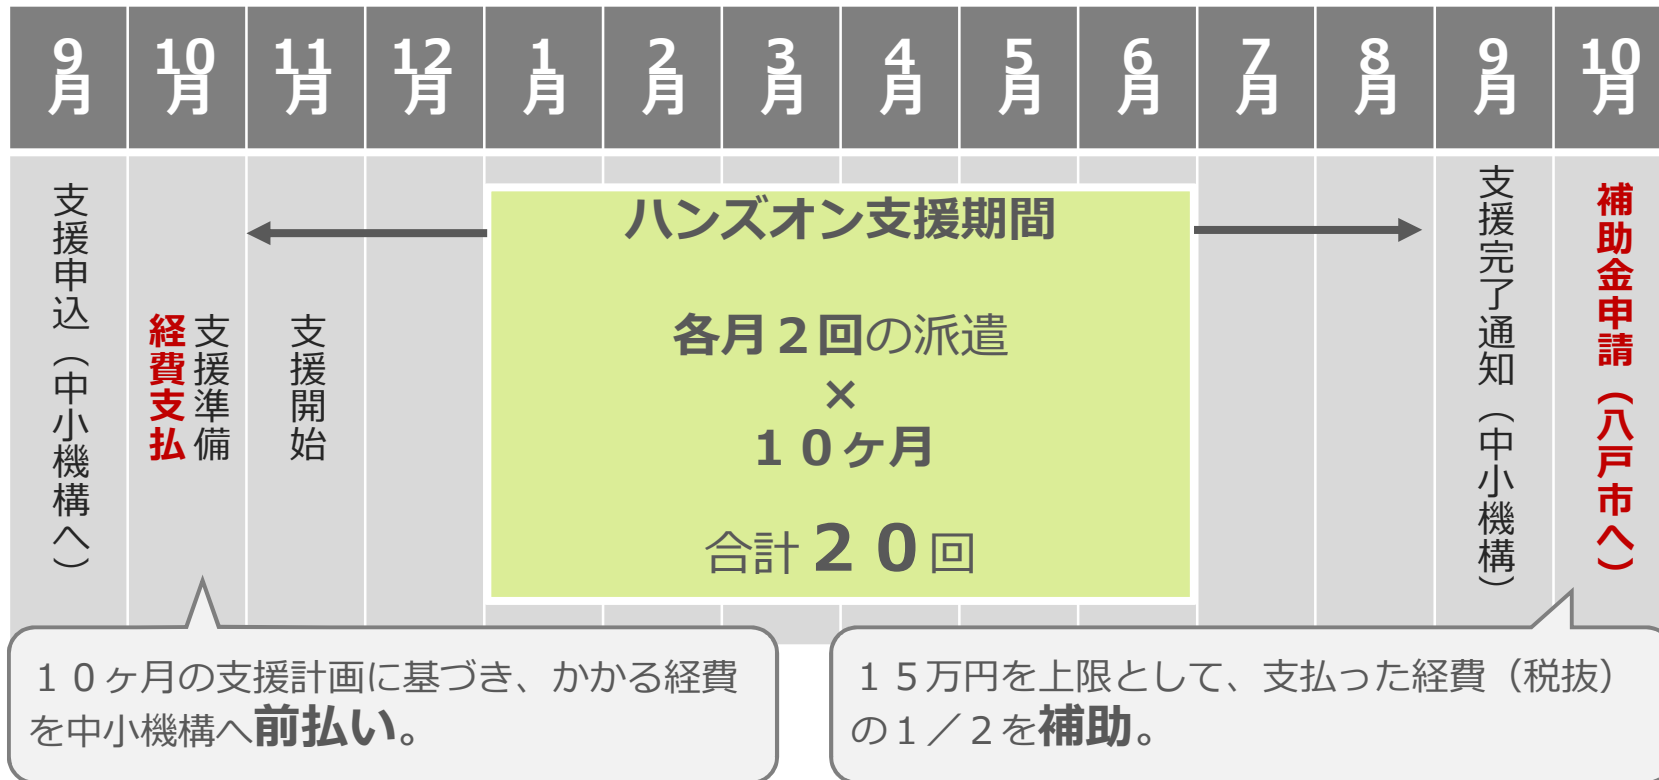 9月
10月
11月
12月
1月
2月
3月
4月
5月
6月
7月
8月
9月
10月
支援申込（中小機構へ）
支援準備
経費支払
支援開始
ハンズオン支援期間
各月２回の派遣
×
１０ヶ月
合計２０回
支援完了通知（中小機構）
補助金申請（八戸市へ）
１０ヶ月の支援計画に基づき、かかる経費
を中小機構へ前払い。
１５万円を上限として、支払った経費（税抜）
の１／２を補助。